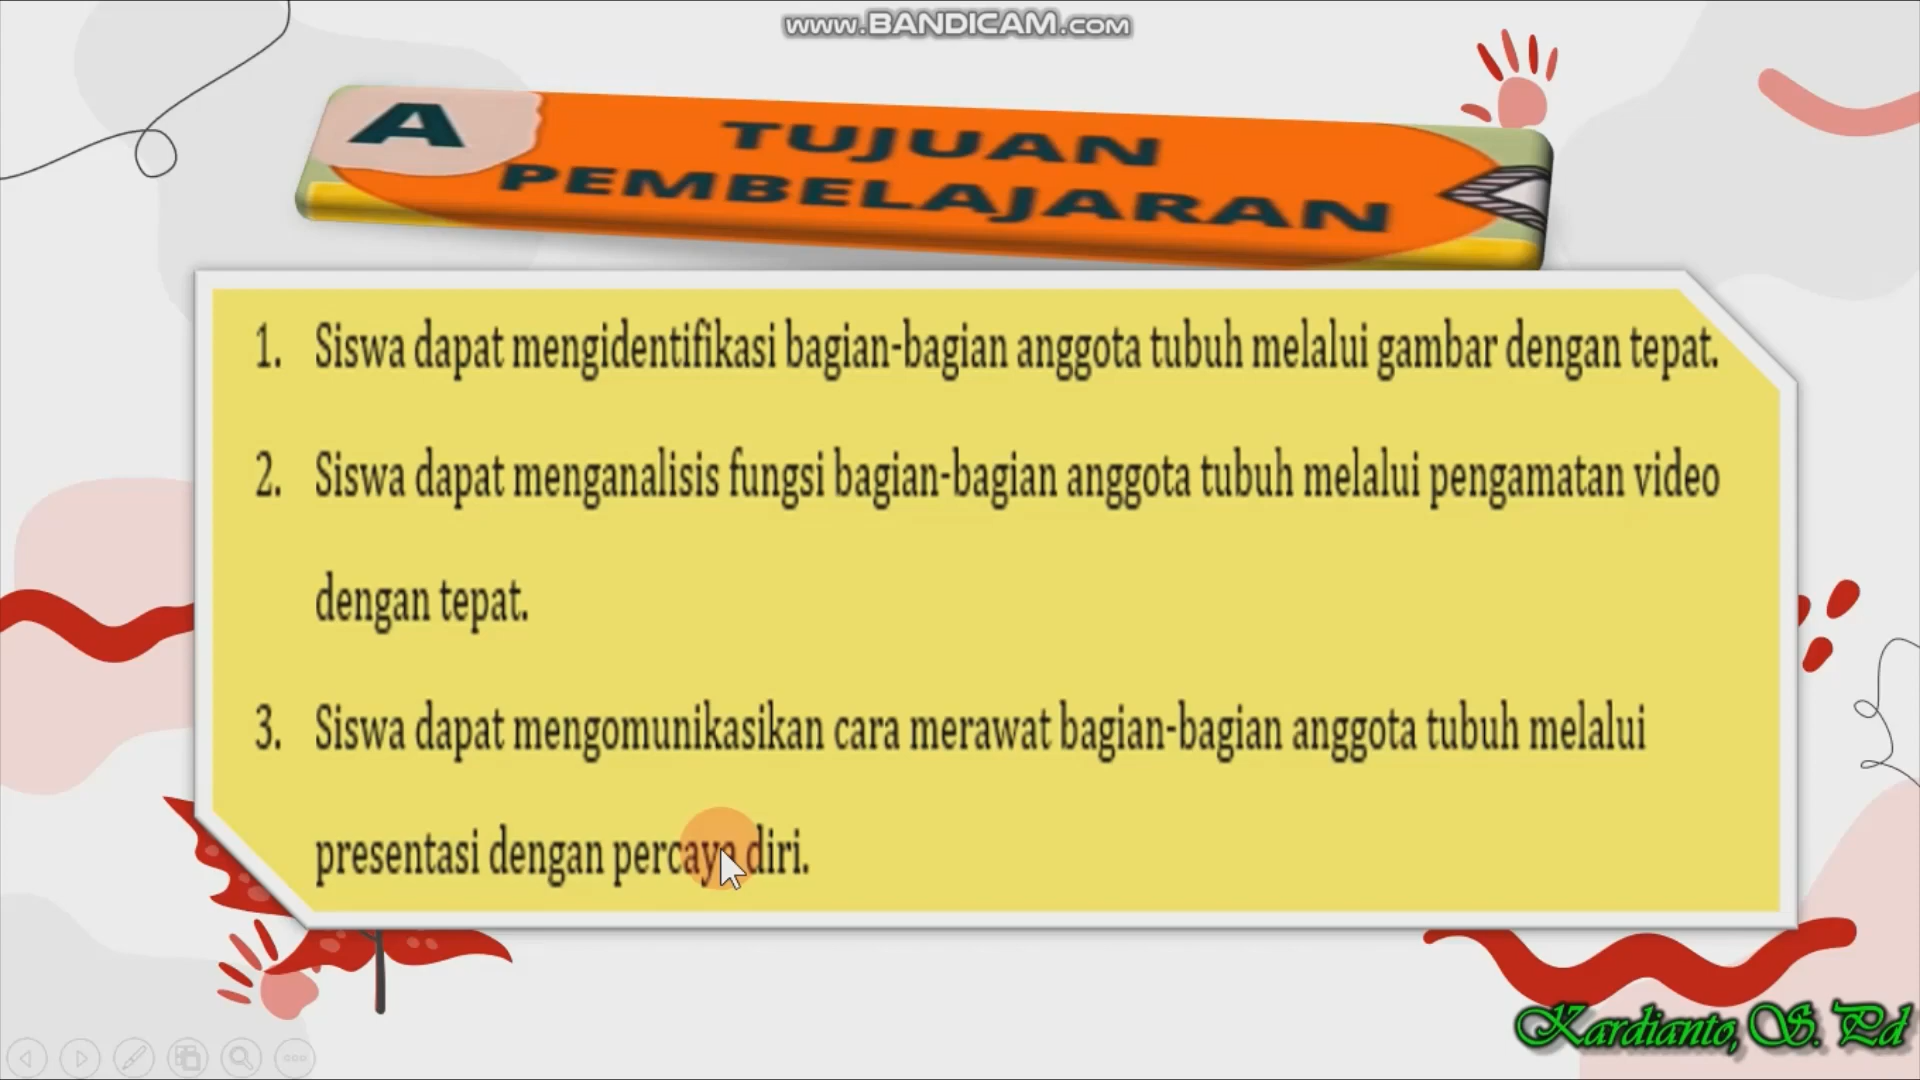 www.BANDICAM.com
A
TUJUAN
PEMBELAJARAN
1. Siswa dapat mengidentifikasi bagian-bagian anggota tubuh melalui gambar dengan tepat.
2. Siswa dapat menganalisis fungsi bagian-bagian anggota tubuh melalui pengamatan video
dengan tepat.
3. Siswa dapat mengomunikasikan cara merawat bagian-bagian anggota tubuh melalui
presentasi dengan percaya diri.
Kardianto, S. Pd